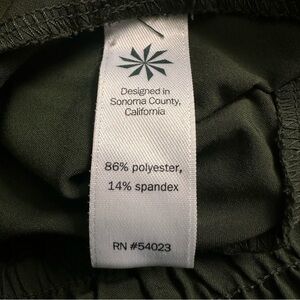 Designed in
Sonoma County,
California
86% polyester,
14% spandex
RN #54023